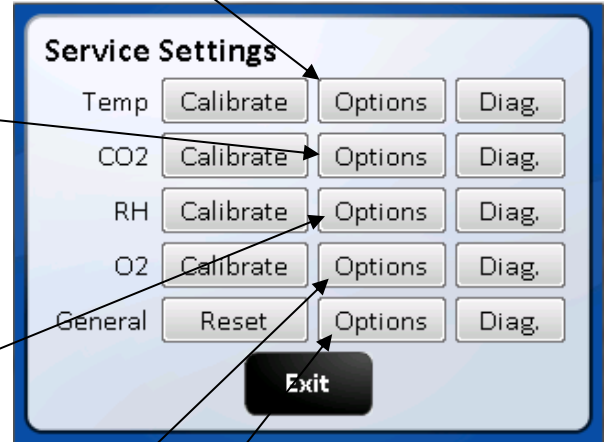 Service Settings
Temp Calibrate Options Diag.
CO2 Calibrate Options Diag.
RH Calibrate Options Diag.
O2 Calibrate Options Diag.
General Reset Options Diag.
Exit